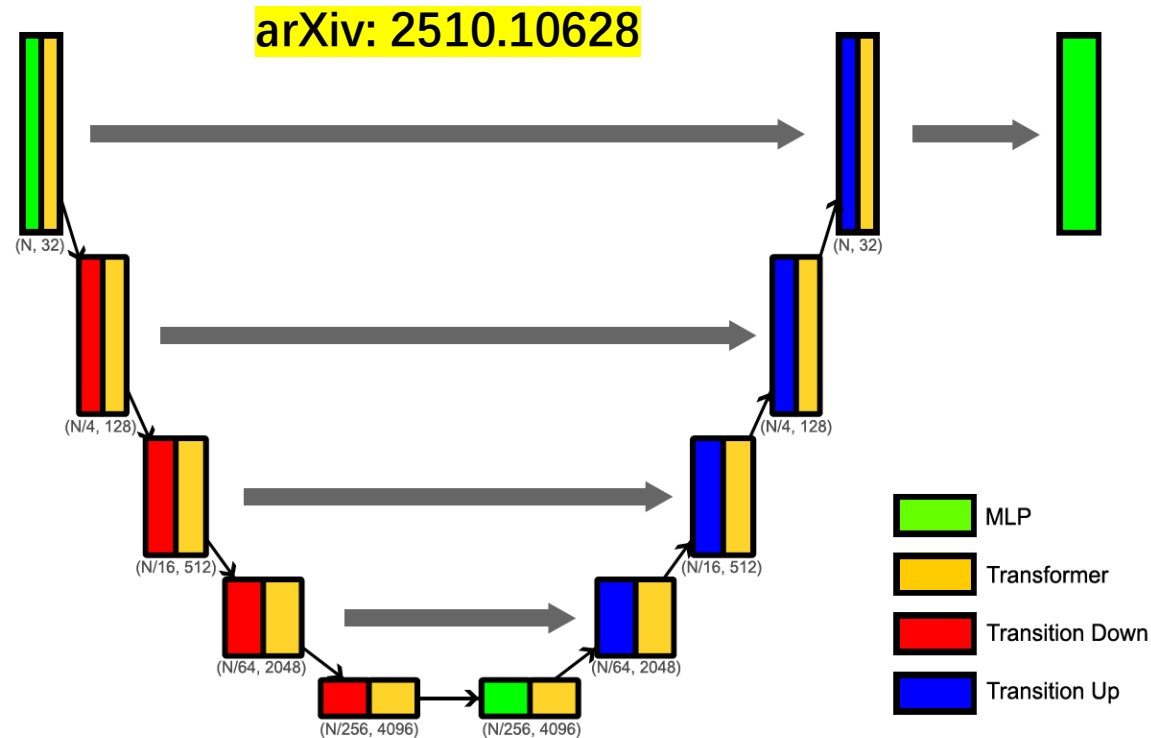 arXiv: 2510.10628
(N, 32)
(N, 32)
(N/4, 128)
(N/4, 128)
(N/16, 512)
(N/16, 512)
(N/64, 2048)
(N/64, 2048)
(N/256, 4096)
(N/256, 4096)
MLP
Transformer
Transition Down
Transition Up